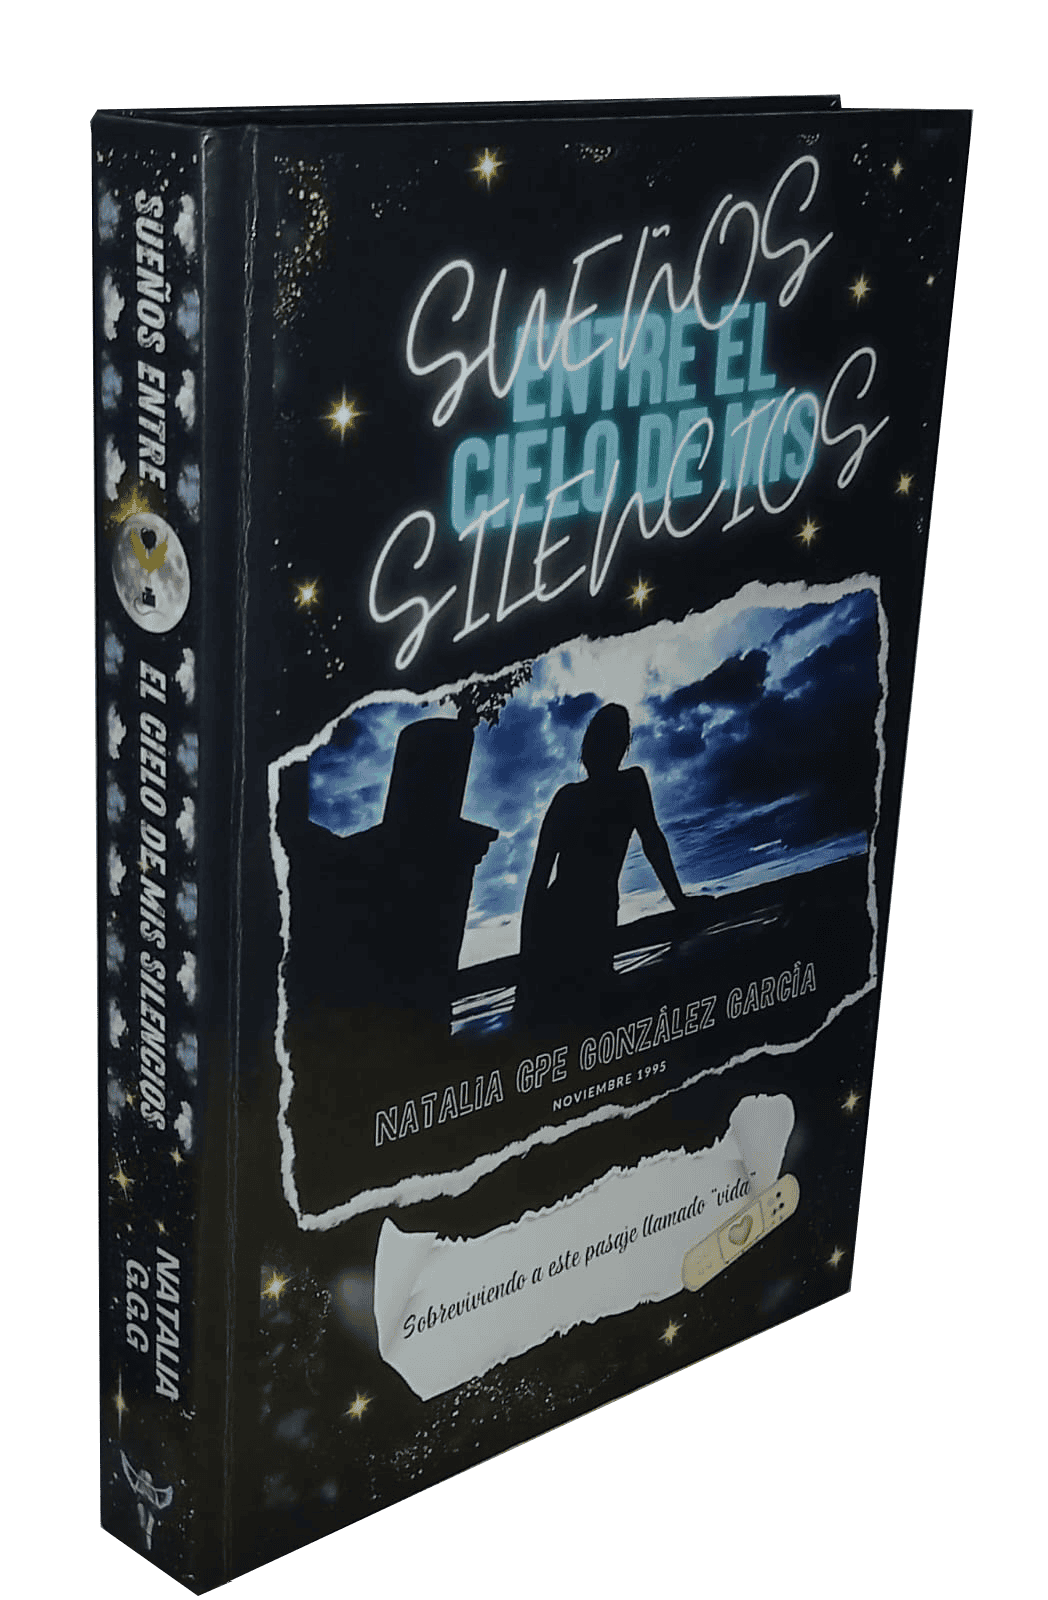 SUEÑOS
ENTRE EL
CIELO DE MIS
SILENCIOS
NATALIA GPE GONZÁLEZ GARCÍA
NOVIEMBRE 1995
Sobreviviendo a este pasaje llamado "vida"
SUEÑOS ENTRE
EL CIELO DE MIS SILENCIOS
NATALIA
G.G.G